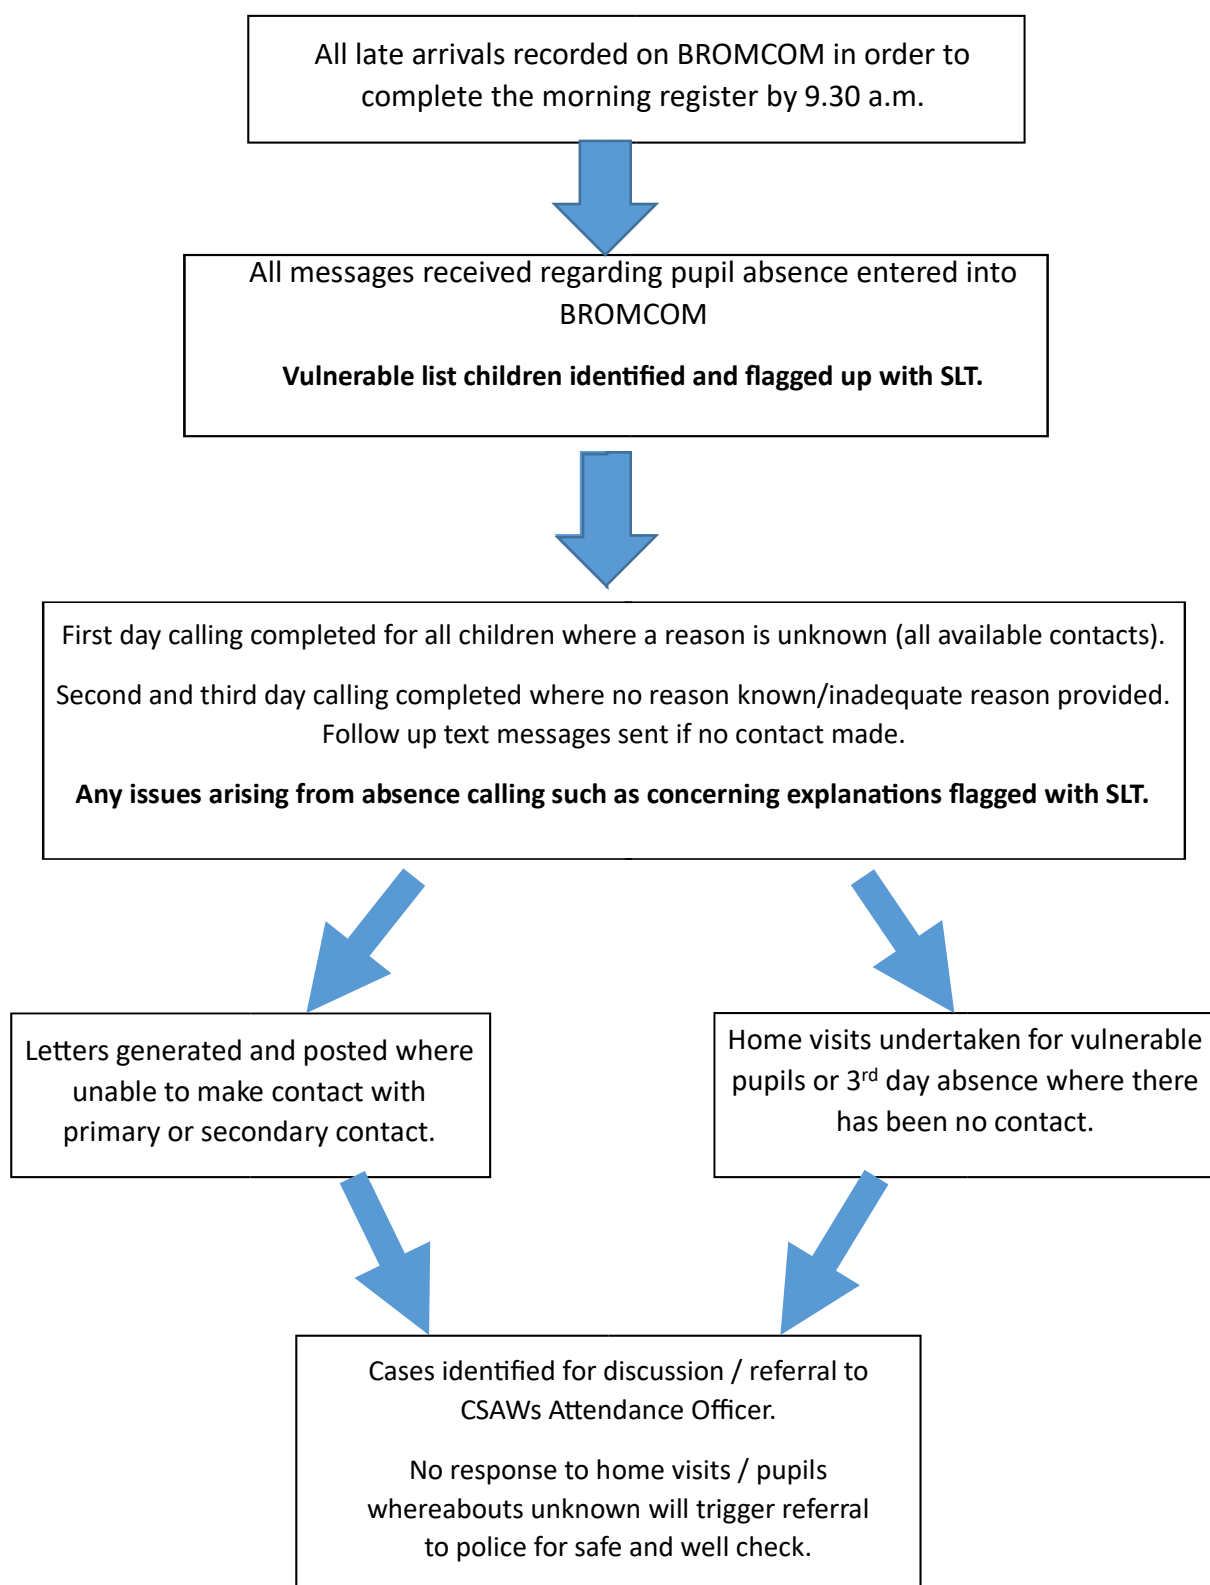 All late arrivals recorded on BROMCOM in order to
complete the morning register by 9.30 a.m.
All messages received regarding pupil absence entered into
BROMCOM
Vulnerable list children identified and flagged up with SLT.
First day calling completed for all children where a reason is unknown (all available contacts).
Second and third day calling completed where no reason known/inadequate reason provided.
Follow up text messages sent if no contact made.
Any issues arising from absence calling such as concerning explanations flagged with SLT.
Letters generated and posted where
unable to make contact with
primary or secondary contact.
Home visits undertaken for vulnerable
pupils or 3rd day absence where there
has been no contact.
Cases identified for discussion / referral to
CSAWs Attendance Officer.
No response to home visits / pupils
whereabouts unknown will trigger referral
to police for safe and well check.